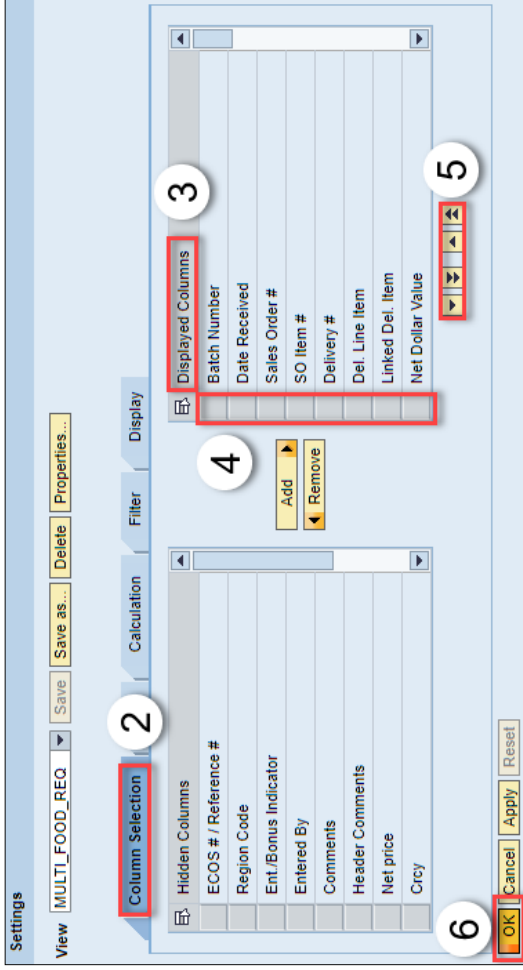 Settings
View MULTI_FOOD_REQ Save Save as... Delete Properties...
Column Selection Calculation Filter Display
2
Hidden Columns
ECOS # / Reference #
Region Code
Ent./Bonus Indicator
Entered By
Comments
Header Comments
Net price
Crcy
4
Add
Remove
3
Displayed Columns
Batch Number
Date Received
Sales Order #
SO Item #
Delivery #
Del. Line Item
Linked Del. Item
Net Dollar Value
5
6
OK Cancel Apply Reset